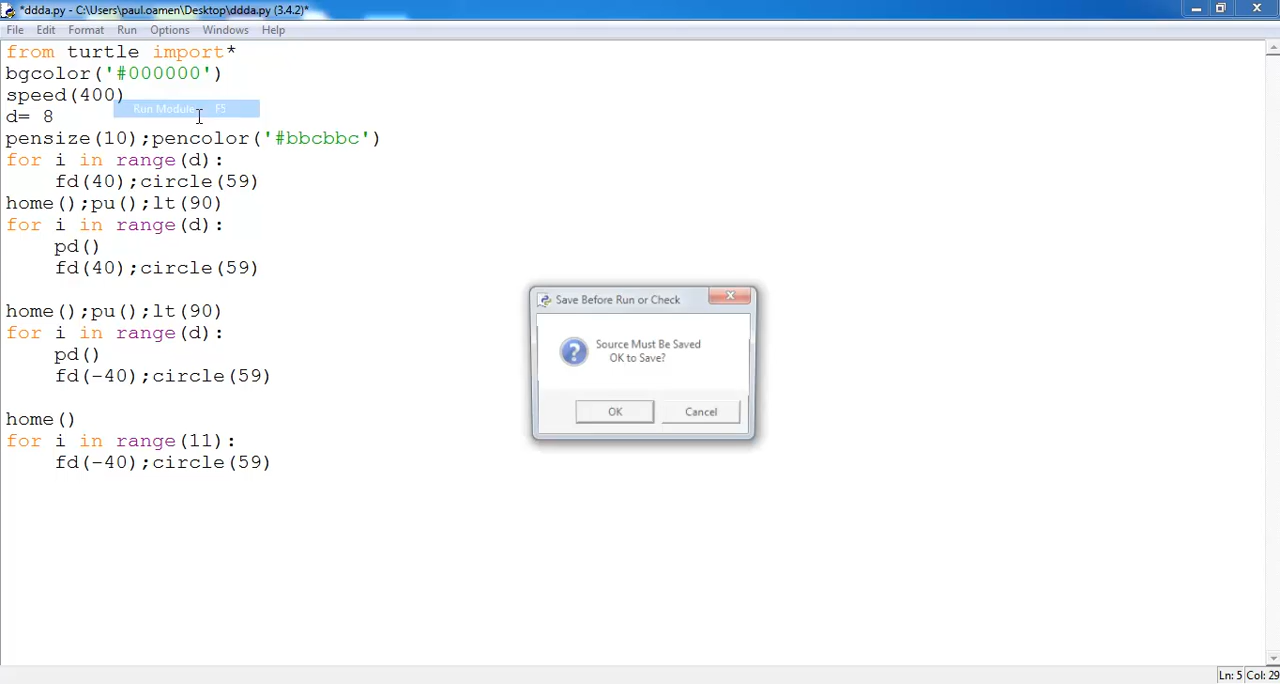 *ddda.py - C:\Users\paul.oamen\Desktop\ddda.py (3.4.2)*
File Edit Format Run Options Windows Help
from turtle import*
bgcolor('#000000')
speed(400)
Run Module F5
d= 8
pensize(10);pencolor('#bbcbbc')
for i in range(d):
    fd(40);circle(59)
home();pu();lt(90)
for i in range(d):
    pd()
    fd(40);circle(59)
home();pu();lt(90)
for i in range(d):
    pd()
    fd(-40);circle(59)
home()
for i in range(11):
    fd(-40);circle(59)
Save Before Run or Check
Source Must Be Saved
OK to Save?
OK Cancel
Ln: 5 Col: 29